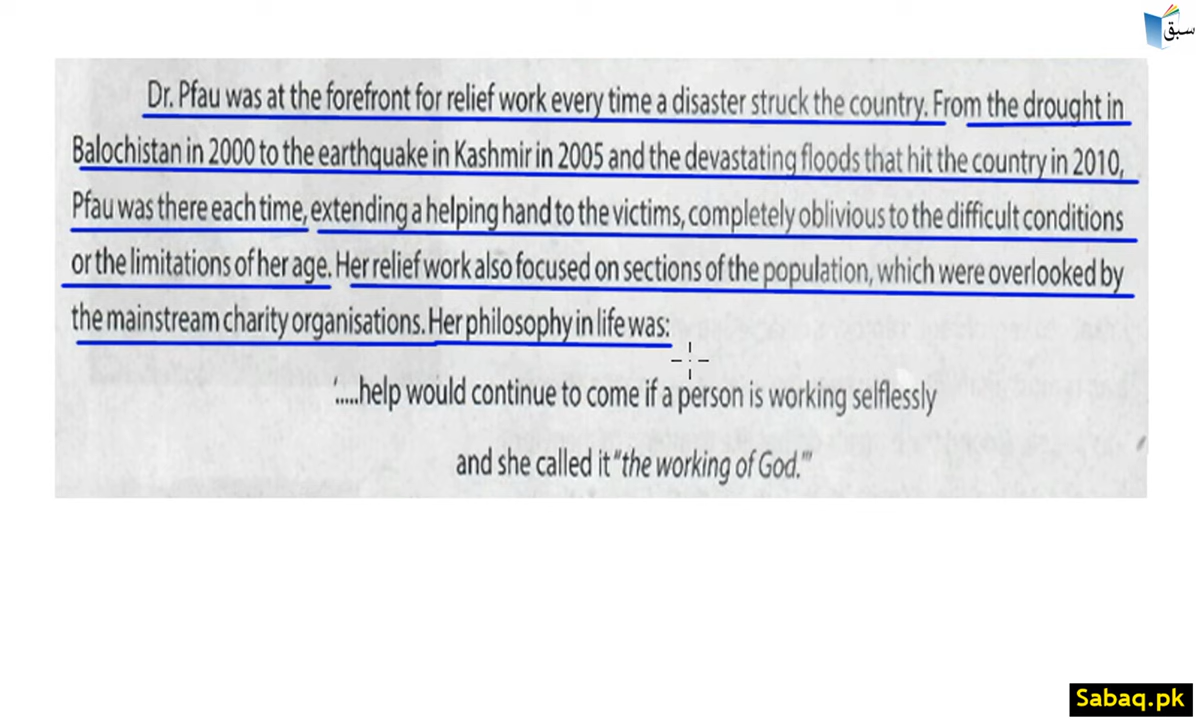 سبق
Dr. Pfau was at the forefront for relief work every time a disaster struck the country. From the drought in
Balochistan in 2000 to the earthquake in Kashmir in 2005 and the devastating floods that hit the country in 2010,
Pfau was there each time, extending a helping hand to the victims, completely oblivious to the difficult conditions
or the limitations of her age. Her relief work also focused on sections of the population, which were overlooked by
the mainstream charity organisations. Her philosophy in life was:
'.....help would continue to come if a person is working selflessly
and she called it "the working of God."'
Sabaq.pk